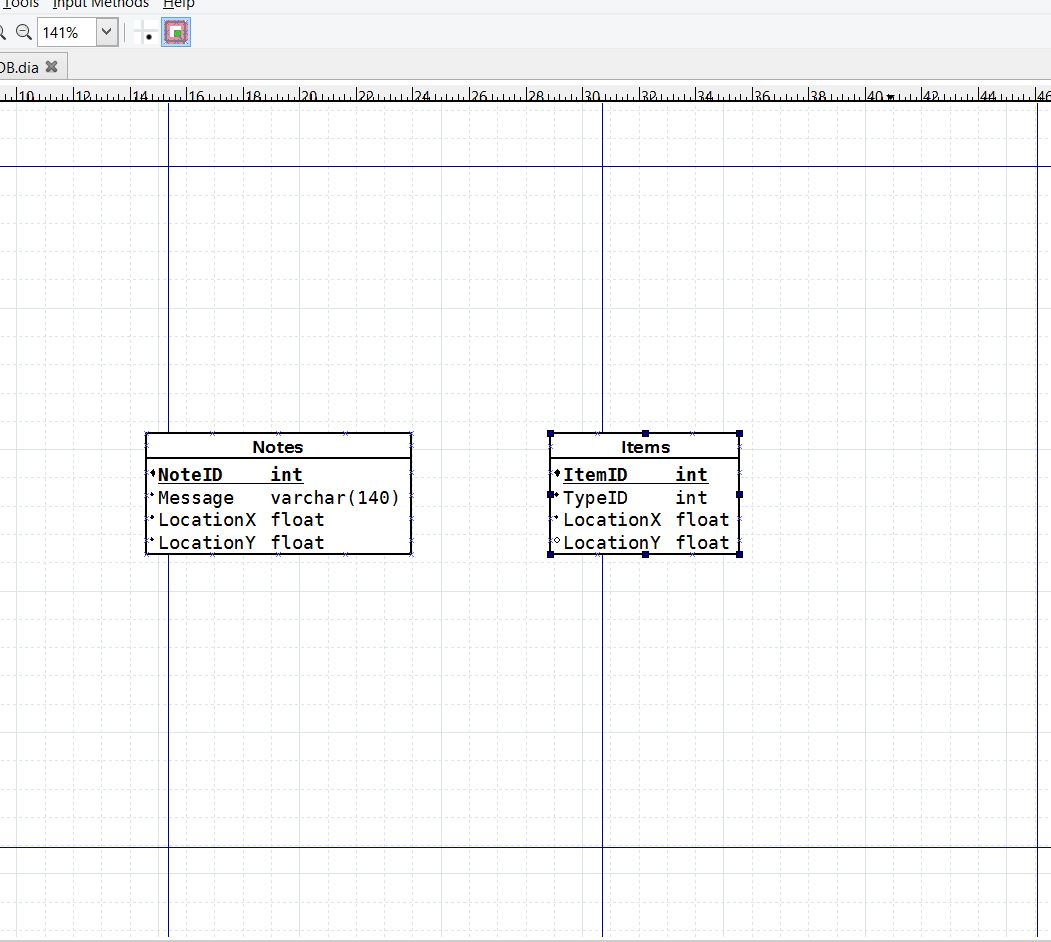 Tools Input Methods Help
141%
DB.dia
10 12 14 16 18 20 22 24 26 28 30 32 34 36 38 40 42 44 46
Notes
NoteID int
Message varchar(140)
LocationX float
LocationY float
Items
ItemID int
TypeID int
LocationX float
LocationY float